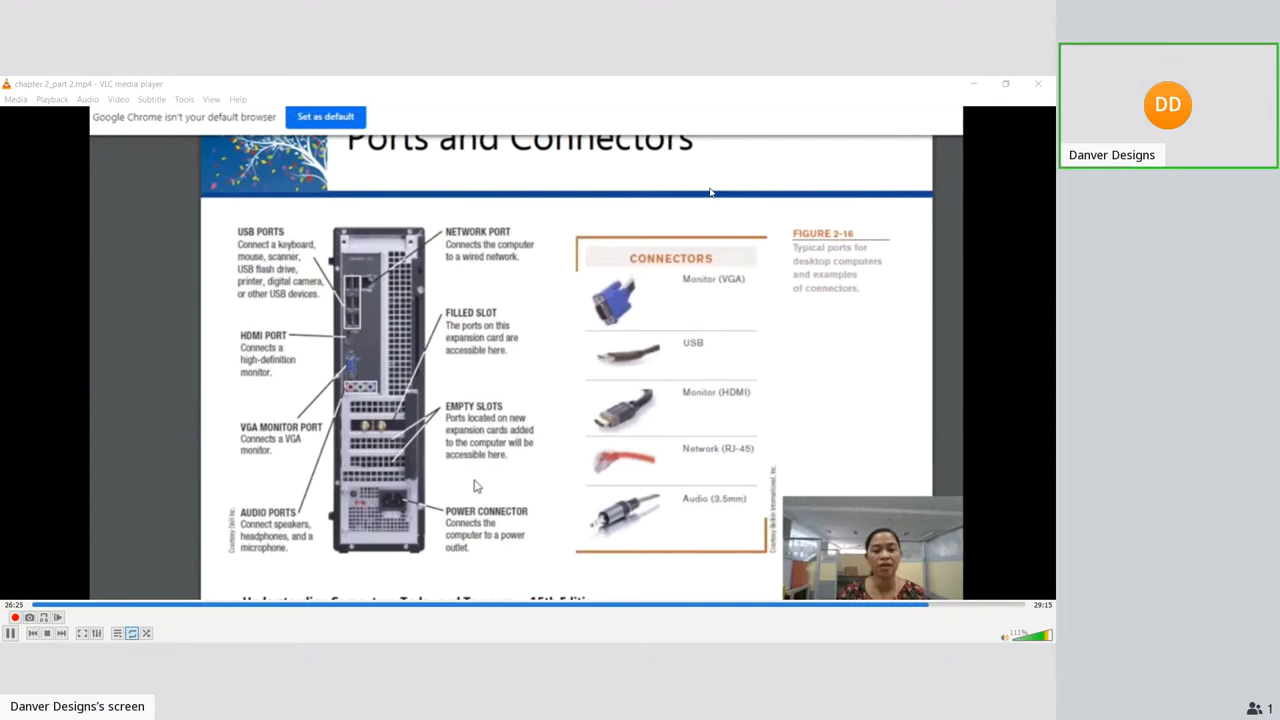 chapter 2_part 2.mp4 - VLC media player
Media Playback Audio Video Subtitle Tools View Help
Google Chrome isn't your default browser
Set as default
Ports and Connectors
USB PORTS
Connect a keyboard,
mouse, scanner,
USB flash drive,
printer, digital camera,
or other USB devices.
HDMI PORT
Connects a
high-definition
monitor.
VGA MONITOR PORT
Connects a VGA
monitor.
AUDIO PORTS
Connect speakers,
headphones, and a
microphone.
NETWORK PORT
Connects the computer
to a wired network.
FILLED SLOT
The ports on this
expansion card are
accessible here.
EMPTY SLOTS
Ports located on new
expansion cards added
to the computer will be
accessible here.
POWER CONNECTOR
Connects the
computer to a power
outlet.
CONNECTORS
Monitor (VGA)
USB
Monitor (HDMI)
Network (RJ-45)
Audio (3.5mm)
FIGURE 2-16
Typical ports for
desktop computers
and examples
of connectors.
26:25
29:15
111%
DD
Danver Designs
Danver Designs's screen
1